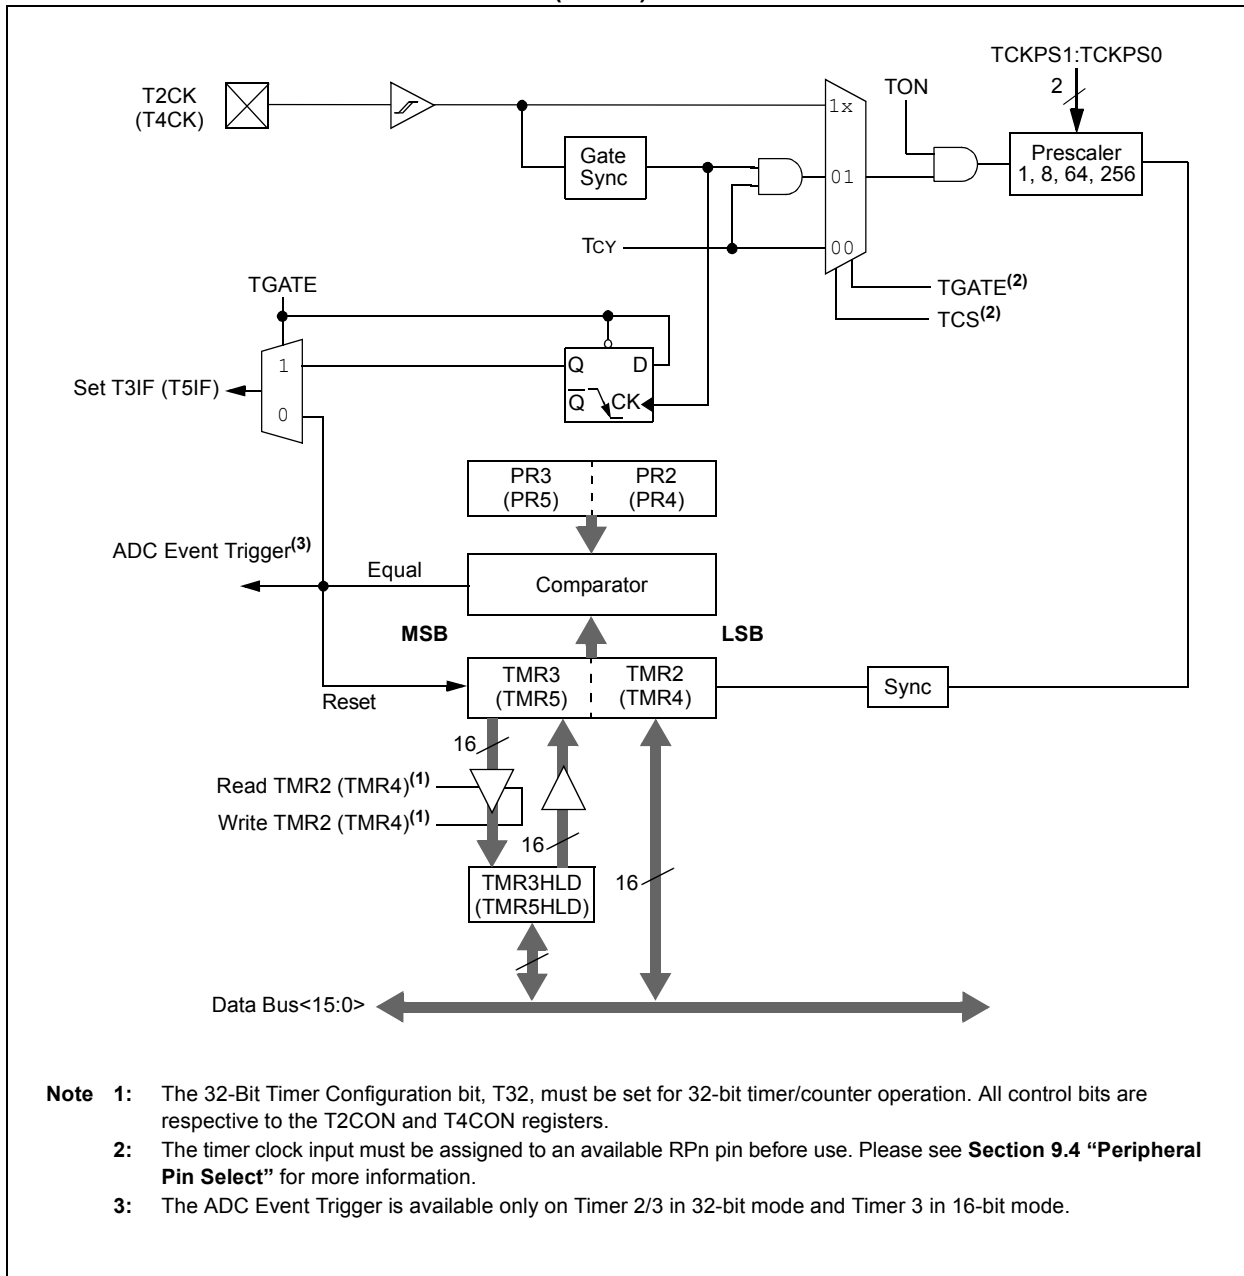 TCKPS1:TCKPS0
2
T2CK
(T4CK)
TON
1x
Gate
Sync
Prescaler
1, 8, 64, 256
01
TCY
00
TGATE
TGATE(2)
TCS(2)
1
Q D
Set T3IF (T5IF)
Q CK
0
PR3 PR2
(PR5) (PR4)
ADC Event Trigger(3)
Equal
Comparator
MSB LSB
TMR3 TMR2
(TMR5) (TMR4)
Sync
Reset
16
Read TMR2 (TMR4)(1)
Write TMR2 (TMR4)(1)
16
TMR3HLD
(TMR5HLD)
16
Data Bus<15:0>
Note 1: The 32-Bit Timer Configuration bit, T32, must be set for 32-bit timer/counter operation. All control bits are
respective to the T2CON and T4CON registers.
2: The timer clock input must be assigned to an available RPn pin before use. Please see Section 9.4 “Peripheral
Pin Select” for more information.
3: The ADC Event Trigger is available only on Timer 2/3 in 32-bit mode and Timer 3 in 16-bit mode.